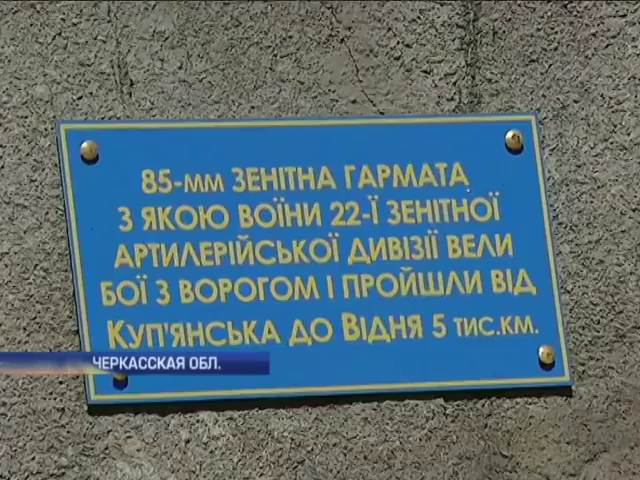 85-мм ЗЕНІТНА ГАРМАТА,
З ЯКОЮ ВОЇНИ 22-Ї ЗЕНІТНОЇ
АРТИЛЕРІЙСЬКОЇ ДИВІЗІЇ ВЕЛИ
БОЇ З ВОРОГОМ І ПРОЙШЛИ ВІД
КУП'ЯНСЬКА ДО ВІДНЯ 5 ТИС.КМ.
ЧЕРКАССКАЯ ОБЛ.